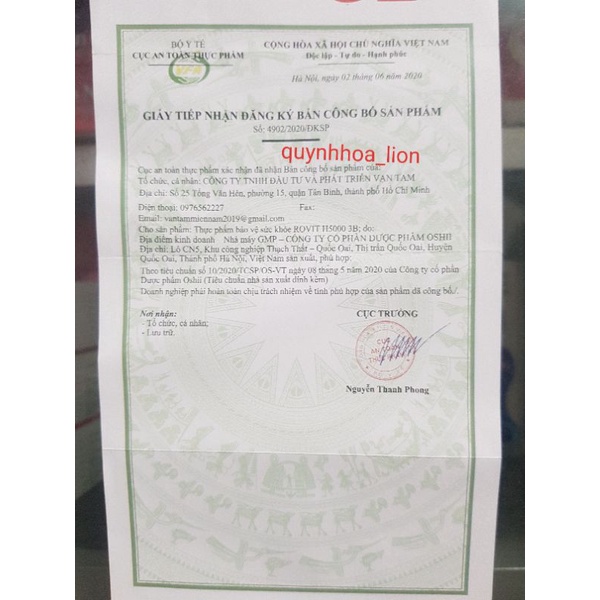 BỘ Y TẾ
CỤC AN TOÀN THỰC PHẨM
CỘNG HÒA XÃ HỘI CHỦ NGHĨA VIỆT NAM
Độc lập - Tự do - Hạnh phúc
Hà Nội, ngày 02 tháng 06 năm 2020
GIẤY TIẾP NHẬN ĐĂNG KÝ BẢN CÔNG BỐ SẢN PHẨM
Số: 4902/2020/ĐKSP
quynhhoa_lion
Cục an toàn thực phẩm xác nhận đã nhận Bản công bố sản phẩm của:
Tổ chức, cá nhân: CÔNG TY TNHH ĐẦU TƯ VÀ PHÁT TRIỂN VẠN TÂM
Địa chỉ: Số 25 Tống Văn Hên, phường 15, quận Tân Bình, thành phố Hồ Chí Minh
Điện thoại: 0976562227 Fax:
Email: vantammiennam2019@gmail.com
Cho sản phẩm: Thực phẩm bảo vệ sức khỏe ROVIT H5000 3B; do:
Địa điểm kinh doanh Nhà máy GMP – CÔNG TY CỔ PHẦN DƯỢC PHẨM OSHII
Địa chỉ: Lô CN5, Khu công nghiệp Thạch Thất – Quốc Oai, Thị trấn Quốc Oai, Huyện
Quốc Oai, Thành phố Hà Nội, Việt Nam sản xuất, phù hợp:
Theo tiêu chuẩn số 10/2020/TCSP/OS-VT ngày 08 tháng 5 năm 2020 của Công ty cổ phần
Dược phẩm Oshii (Tiêu chuẩn nhà sản xuất đính kèm)
Doanh nghiệp phải hoàn toàn chịu trách nhiệm về tính phù hợp của sản phẩm đã công bố./.
Nơi nhận:
- Tổ chức, cá nhân;
- Lưu trữ.
CỤC TRƯỞNG
CỤC
AN TOÀN
THỰC PHẨM
Nguyễn Thanh Phong